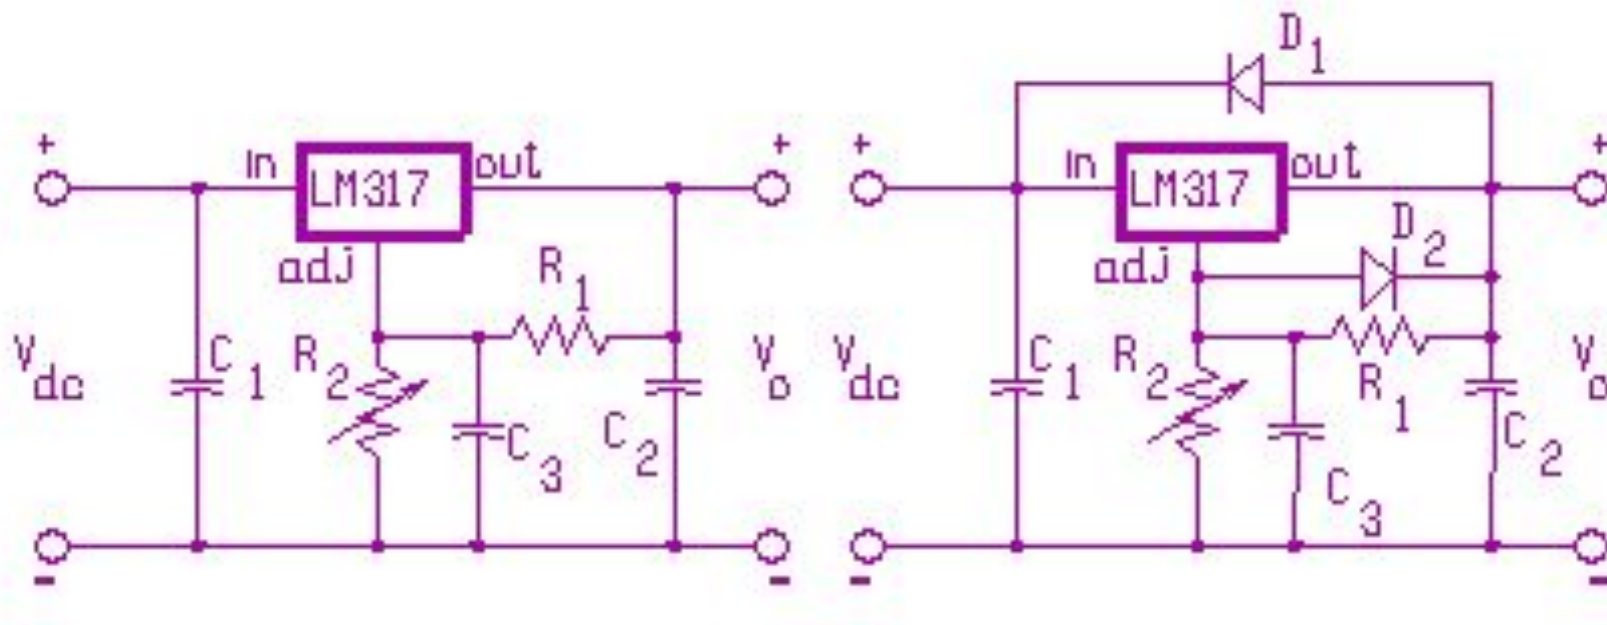 D1
+ + + +
in LM317 out in LM317 out
D2
adj R1 adj
Vdc C1 R2 C3 C2 Vo Vdc C1 R2 R1 C2 Vo
C3
- - - -